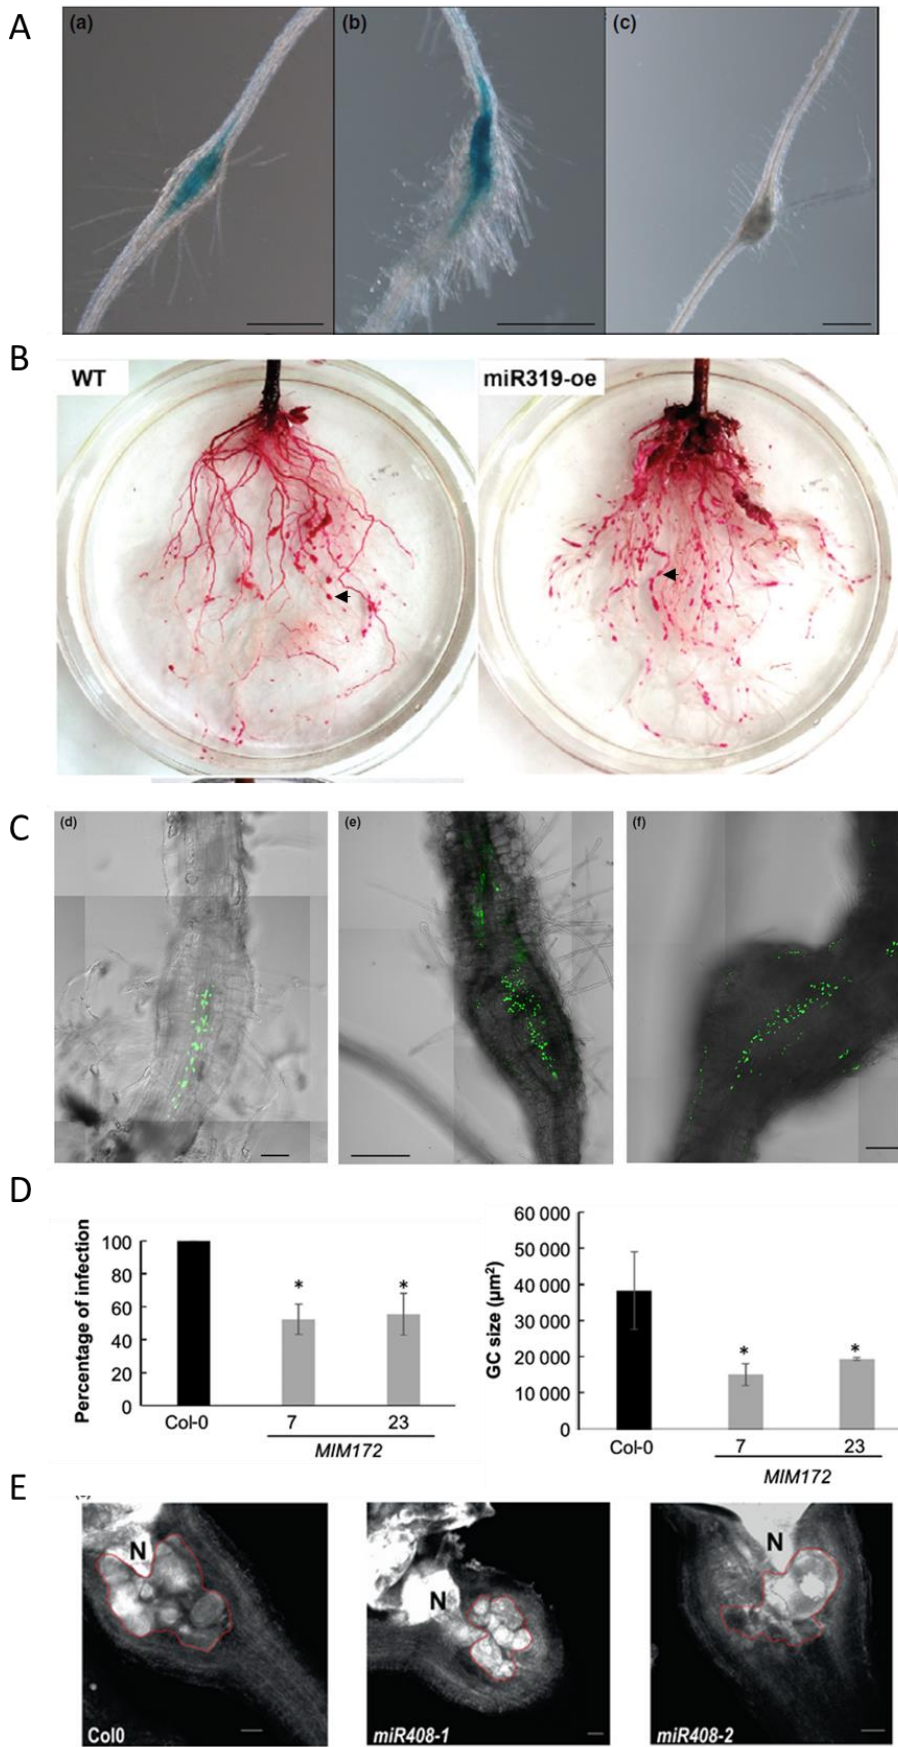 A
(a)
(b)
(c)
B
WT
miR319-oe
C
(d)
(e)
(f)
D
Percentage of infection
100
80
60
40
20
0
*
*
Col-0
7
23
MIM172
GC size (µm²)
60 000
50 000
40 000
30 000
20 000
10 000
0
*
*
Col-0
7
23
MIM172
E
N
Col0
N
miR408-1
N
miR408-2